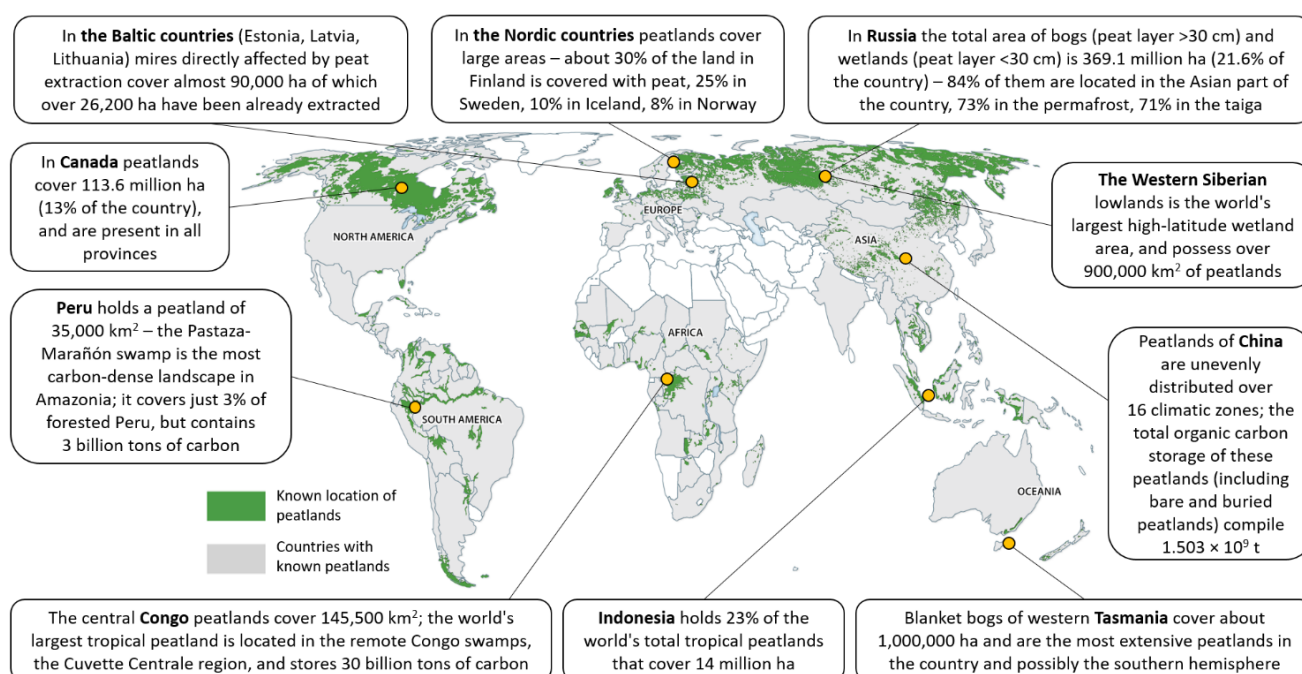 In the Baltic countries (Estonia, Latvia,
Lithuania) mires directly affected by peat
extraction cover almost 90,000 ha of which
over 26,200 ha have been already extracted
In the Nordic countries peatlands cover
large areas – about 30% of the land in
Finland is covered with peat, 25% in
Sweden, 10% in Iceland, 8% in Norway
In Russia the total area of bogs (peat layer >30 cm) and
wetlands (peat layer <30 cm) is 369.1 million ha (21.6% of
the country) – 84% of them are located in the Asian part of
the country, 73% in the permafrost, 71% in the taiga
In Canada peatlands
cover 113.6 million ha
(13% of the country),
and are present in all
provinces
The Western Siberian
lowlands is the world's
largest high-latitude wetland
area, and possess over
900,000 km² of peatlands
NORTH AMERICA
EUROPE
ASIA
Peru holds a peatland of
35,000 km² – the Pastaza-
Marañón swamp is the most
carbon-dense landscape in
Amazonia; it covers just 3% of
forested Peru, but contains
3 billion tons of carbon
AFRICA
SOUTH AMERICA
OCEANIA
Peatlands of China
are unevenly
distributed over
16 climatic zones; the
total organic carbon
storage of these
peatlands (including
bare and buried
peatlands) compile
1.503 × 10⁹ t
Known location of
peatlands
Countries with
known peatlands
The central Congo peatlands cover 145,500 km²; the world's
largest tropical peatland is located in the remote Congo swamps,
the Cuvette Centrale region, and stores 30 billion tons of carbon
Indonesia holds 23% of the
world's total tropical peatlands
that cover 14 million ha
Blanket bogs of western Tasmania cover about
1,000,000 ha and are the most extensive peatlands in
the country and possibly the southern hemisphere